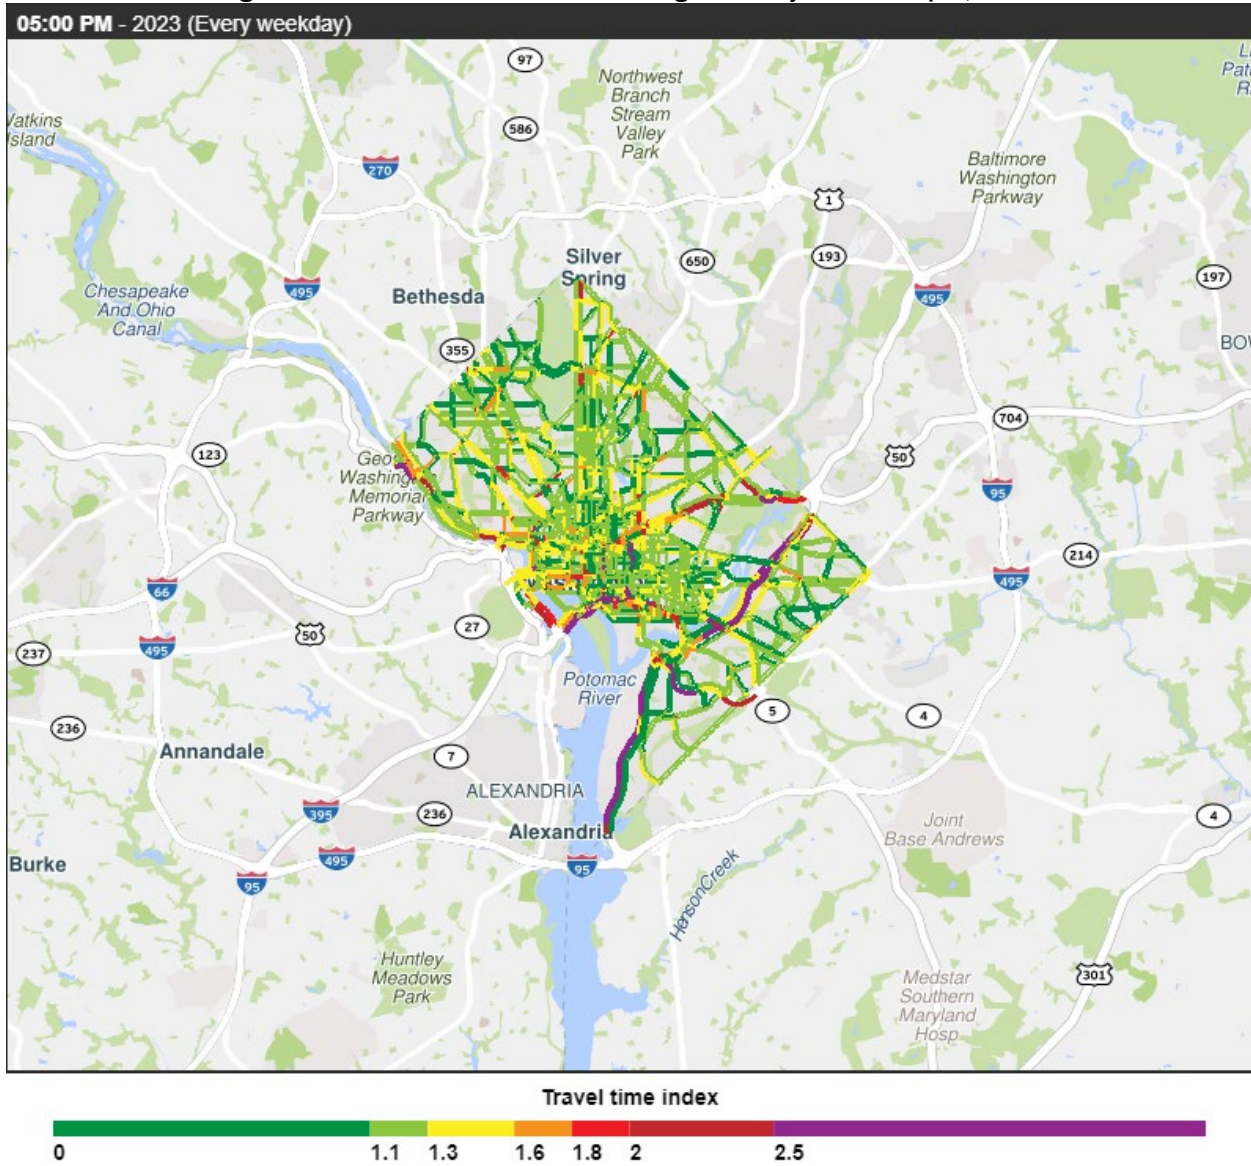 05:00 PM - 2023 (Every weekday)
97
Northwest
Branch
Stream
Valley
Park
586
270
Baltimore
Washington
Parkway
1
Silver
Spring
650
193
197
495
Bethesda
495
Chesapeake
And Ohio
Canal
355
704
123
50
Washing
Memorial
Parkway
95
214
66
495
27
50
237
495
Potomac
River
5
4
236
Annandale
7
ALEXANDRIA
395
236
Alexandria
Joint
Base Andrews
4
Burke
495
95
95
HensonCreek
Huntley
Meadows
Park
301
Medstar
Southern
Maryland
Hosp
Travel time index
0 1.1 1.3 1.6 1.8 2 2.5